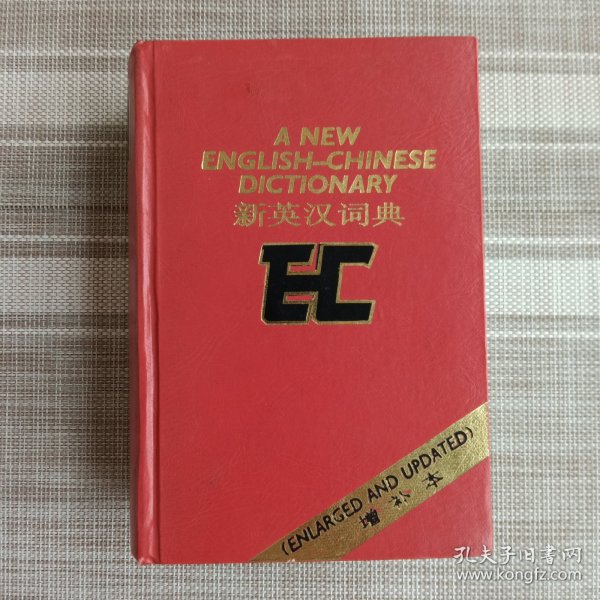 A NEW
ENGLISH–CHINESE
DICTIONARY
新英汉词典
EC
(ENLARGED AND UPDATED)
增补本
孔夫子旧书网
www.kongfz.com